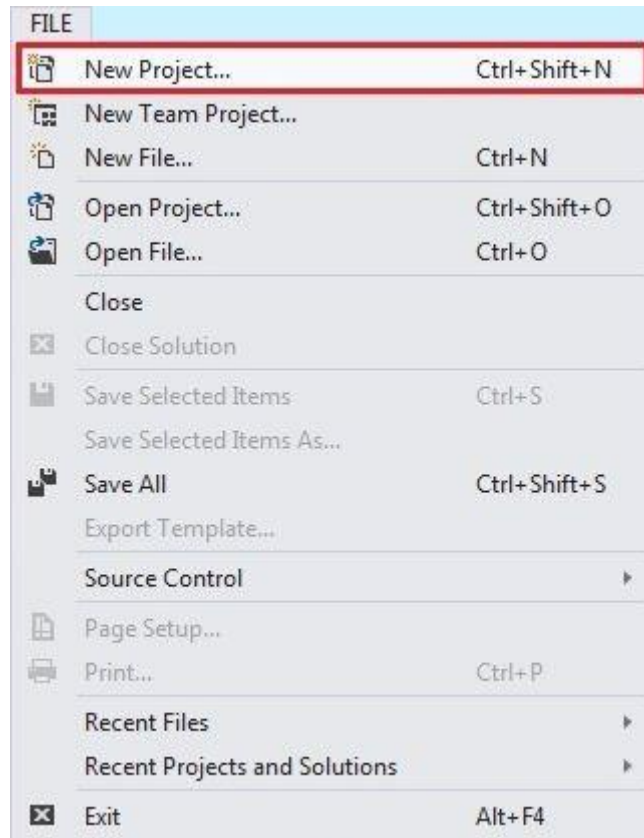 FILE
New Project... Ctrl+Shift+N
New Team Project...
New File... Ctrl+N
Open Project... Ctrl+Shift+O
Open File... Ctrl+O
Close
Close Solution
Save Selected Items Ctrl+S
Save Selected Items As...
Save All Ctrl+Shift+S
Export Template...
Source Control
Page Setup...
Print... Ctrl+P
Recent Files
Recent Projects and Solutions
Exit Alt+F4